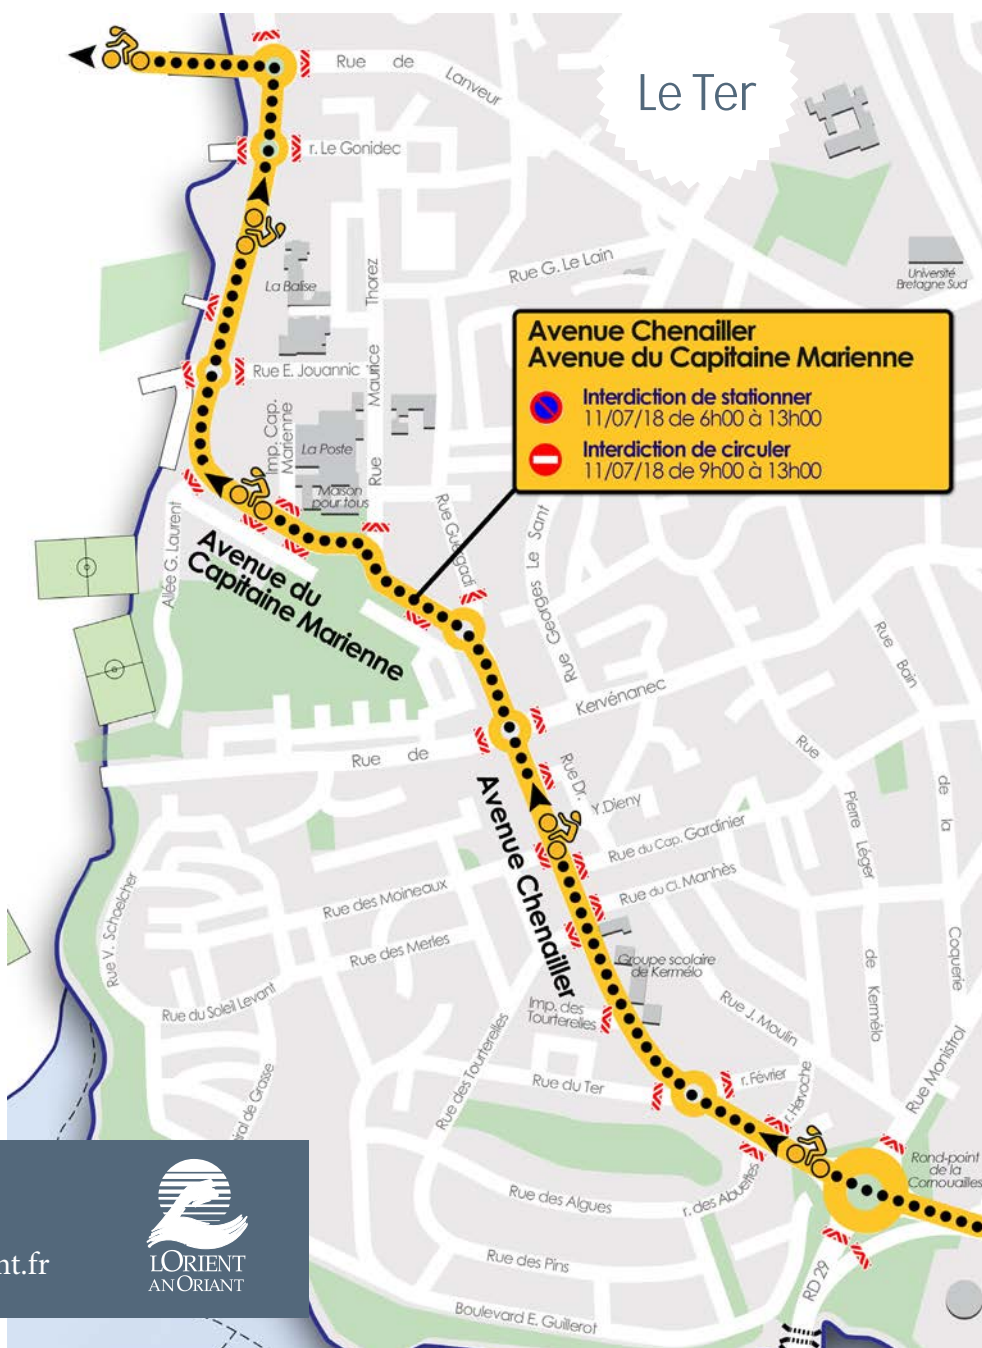 Le Ter
Rue de
Lanveur
r. Le Gonidec
Rue G. Le Lain
Université
Bretagne Sud
La Balise
Rue Maurice Thorez
Avenue Chenailler
Avenue du Capitaine Marienne
Interdiction de stationner
11/07/18 de 6h00 à 13h00
Interdiction de circuler
11/07/18 de 9h00 à 13h00
Rue E. Jouannic
Imp. Cap.
Marienne
La Poste
Maison
pour tous
Rue Guergadi
Rue Georges Le Sant
Allée G. Laurent
Avenue du
Capitaine Marienne
Rue de
Kervénanec
Rue Bain
de la
Coquerie
Rue
Pierre Léger
de Kerméla
Rue Dr.
Y.Dieny
Avenue Chenailler
Rue du Cap. Gardinier
Rue du Cl. Manhès
Rue des Moineaux
Rue des Merles
Rue V. Schoelcher
Groupe scolaire
de Kermélo
Rue du Soleil Levant
Imp. des
Tourterelles
Rue J. Moulin
Rue des Tourterelles
Rue du Ter
r. Février
r. Hervoche
Rue Monistrol
iral de Grasse
Rond-point
de la
Cornouailles
Rue des Algues
r. des Abuettes
Rue des Pins
RD 29
Boulevard E. Guillerot
nt.fr
LORIENT
AN ORIANT